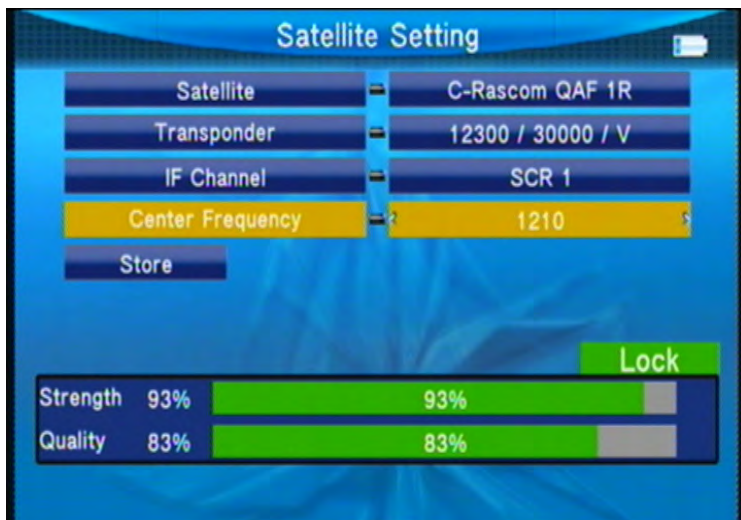 Satellite Setting
Satellite C-Rascom QAF 1R
Transponder 12300 / 30000 / V
IF Channel SCR 1
Center Frequency 1210
Store
Lock
Strength 93% 93%
Quality 83% 83%